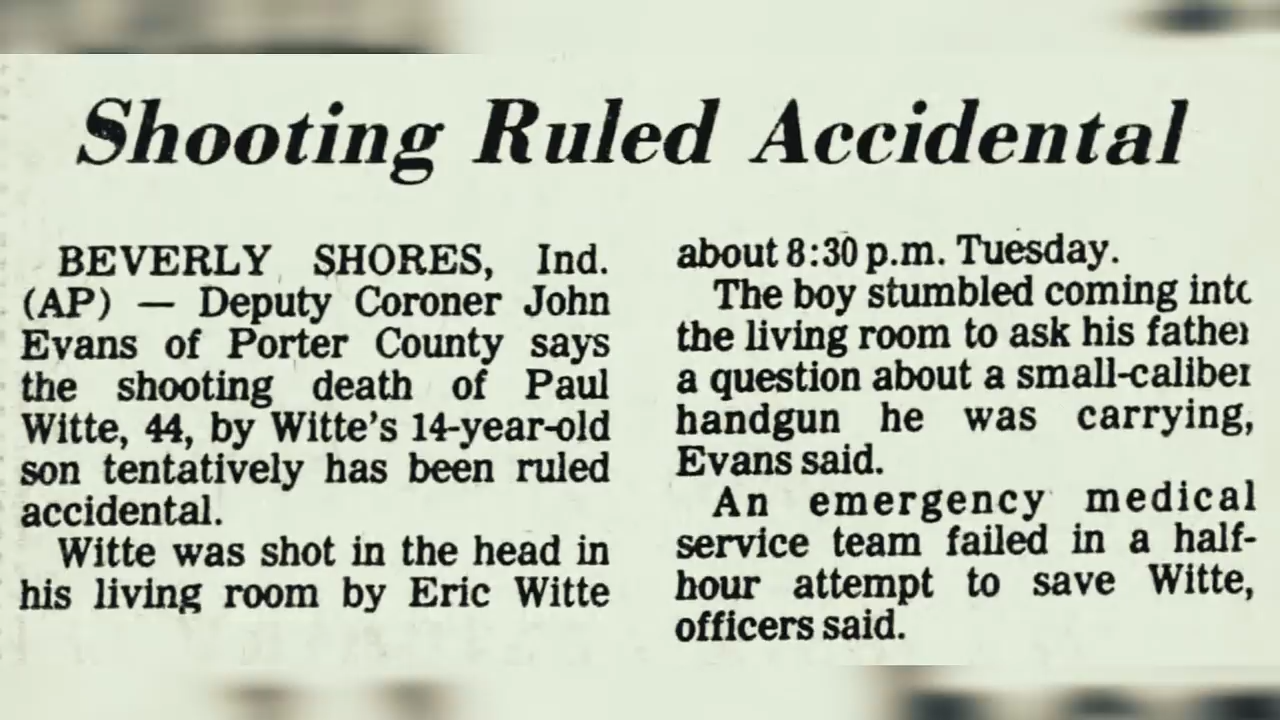 Shooting Ruled Accidental
BEVERLY SHORES, Ind.
(AP) — Deputy Coroner John
Evans of Porter County says
the shooting death of Paul
Witte, 44, by Witte's 14-year-old
son tentatively has been ruled
accidental.
Witte was shot in the head in
his living room by Eric Witte
about 8:30 p.m. Tuesday.
The boy stumbled coming into
the living room to ask his father
a question about a small-caliber
handgun he was carrying,
Evans said.
An emergency medical
service team failed in a half-
hour attempt to save Witte,
officers said.